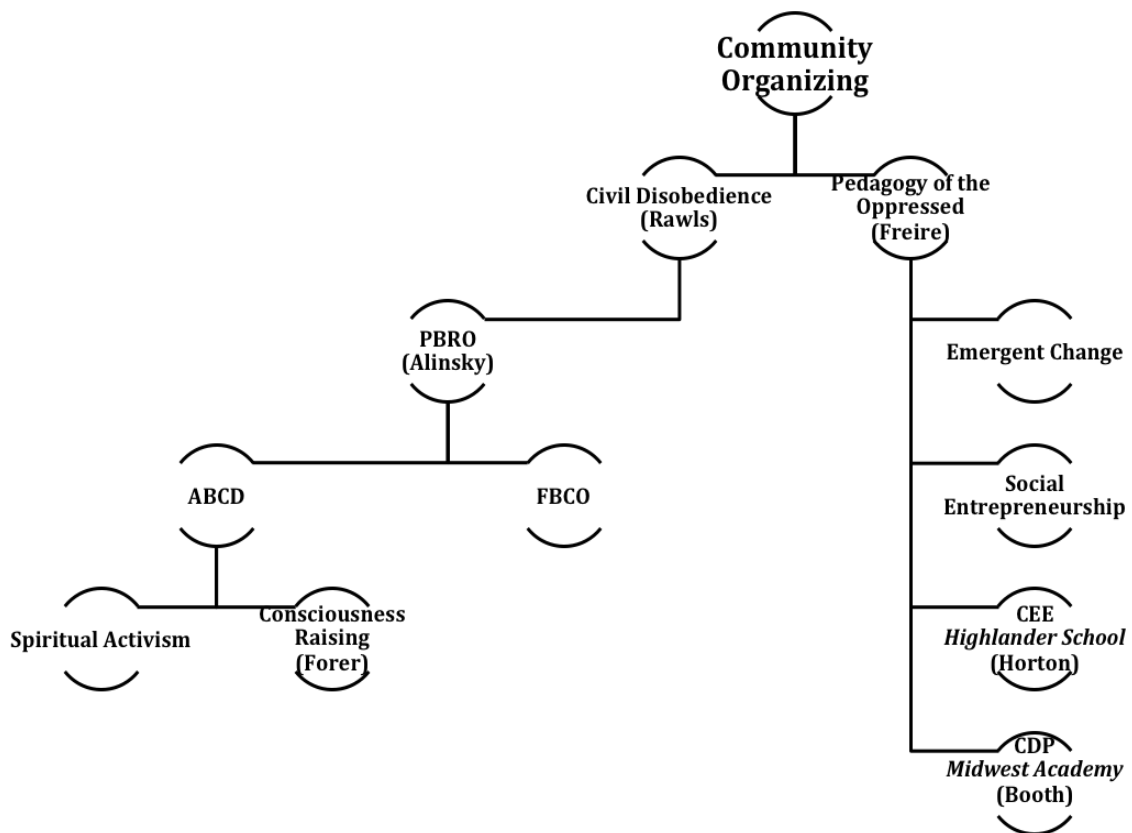 Community
Organizing
Civil Disobedience
(Rawls)
Pedagogy of the
Oppressed
(Freire)
PBRO
(Alinsky)
Emergent Change
ABCD
FBCO
Social
Entrepreneurship
Spiritual Activism
Consciousness
Raising
(Forer)
CEE
Highlander School
(Horton)
CDP
Midwest Academy
(Booth)